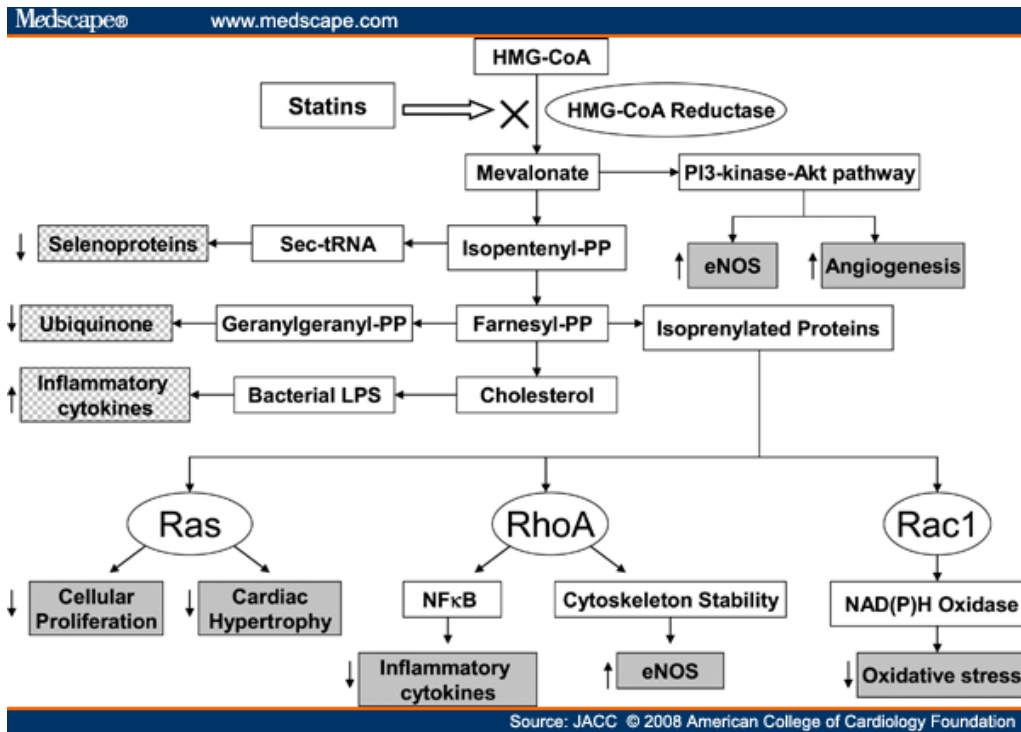 Medscape® www.medscape.com
HMG-CoA
Statins
HMG-CoA Reductase
Mevalonate
PI3-kinase-Akt pathway
Selenoproteins
Sec-tRNA
Isopentenyl-PP
eNOS
Angiogenesis
Ubiquinone
Geranylgeranyl-PP
Farnesyl-PP
Isoprenylated Proteins
Inflammatory
cytokines
Bacterial LPS
Cholesterol
Ras
RhoA
Rac1
Cellular
Proliferation
Cardiac
Hypertrophy
NFκB
Cytoskeleton Stability
NAD(P)H Oxidase
Inflammatory
cytokines
eNOS
Oxidative stress
Source: JACC © 2008 American College of Cardiology Foundation